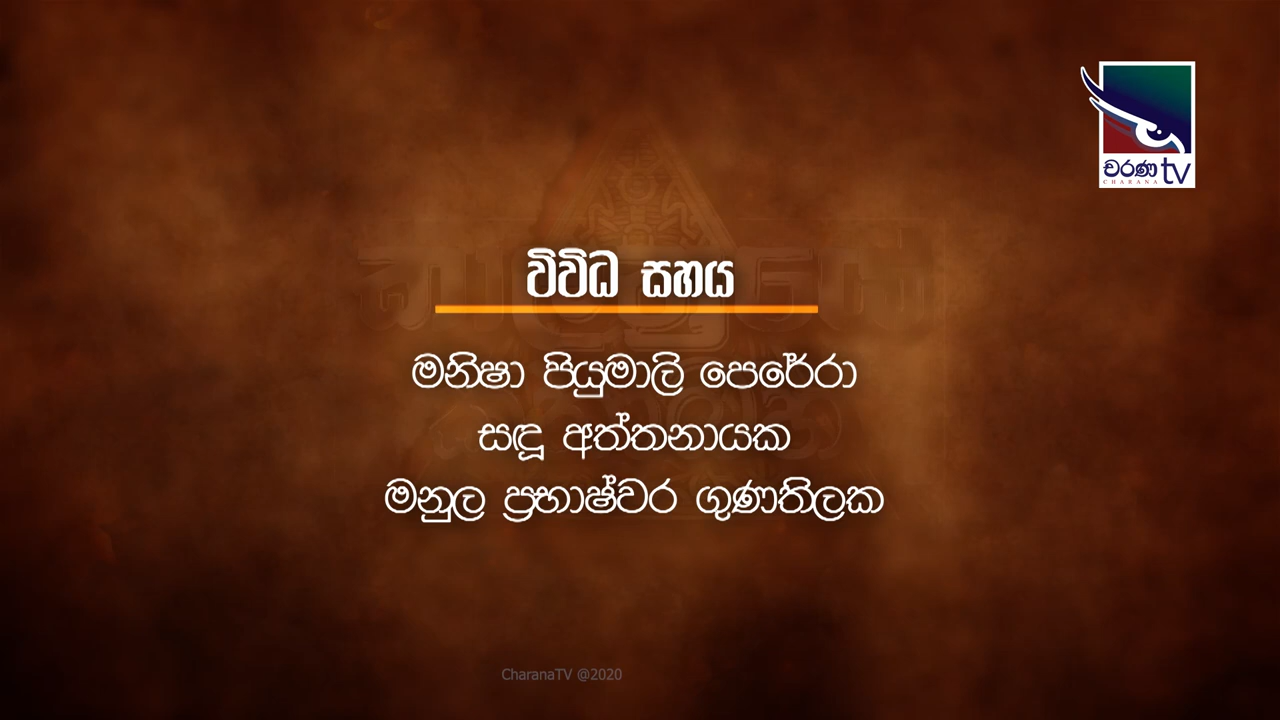 චරණ tv
CHARANA
විවිධ සහය
මනිෂා පියුමාලි පෙරේරා
සඳූ අත්තනායක
මනුල ප්‍රභාෂ්වර ගුණතිලක
CharanaTV @2020